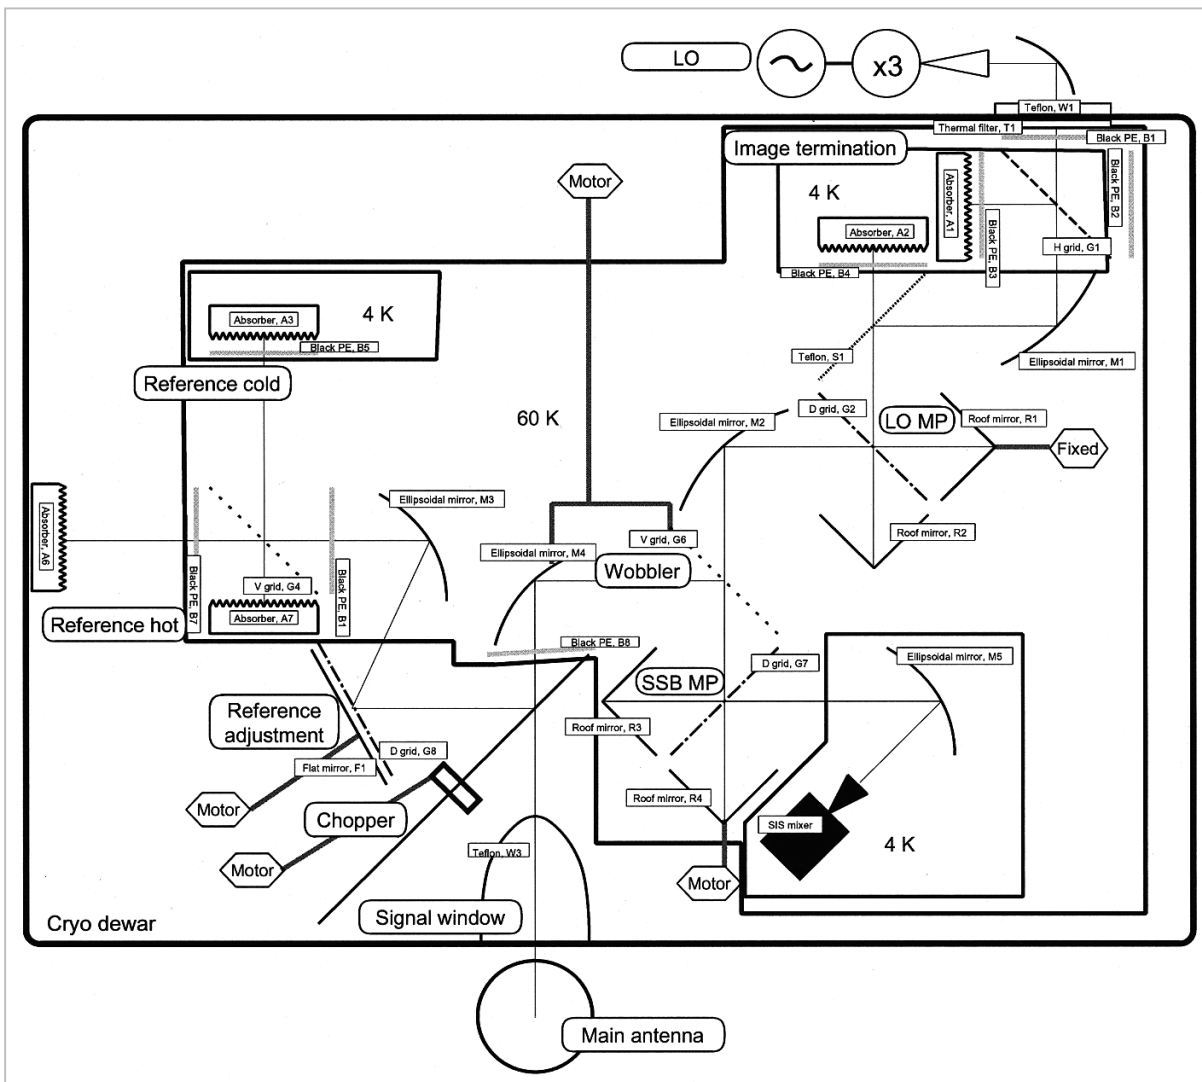 LO
x3
Teflon, W1
Thermal filter, T1
Black PE, B1
Image termination
Motor
4 K
Absorber, A1
Black PE, B2
Absorber, A2
Black PE, B3
H grid, G1
Black PE, B4
Absorber, A3
4 K
Black PE, B5
Teflon, S1
Ellipsoidal mirror, M1
Reference cold
60 K
Ellipsoidal mirror, M2
D grid, G2
LO MP
Roof mirror, R1
Fixed
Ellipsoidal mirror, M3
Absorber, A6
Roof mirror, R2
V grid, G6
Ellipsoidal mirror, M4
Wobbler
Black PE, B7
V grid, G4
Black PE, B1
Absorber, A7
Reference hot
Black PE, B8
D grid, G7
Ellipsoidal mirror, M5
SSB MP
Reference
adjustment
Roof mirror, R3
D grid, G8
Flat mirror, F1
Roof mirror, R4
Motor
Chopper
SIS mixer
Teflon, W3
4 K
Motor
Motor
Signal window
Cryo dewar
Main antenna